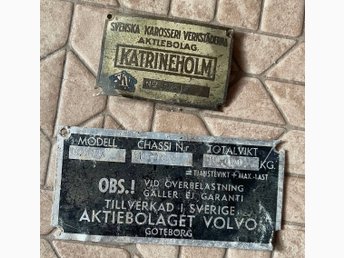 SVENSKA KAROSSERI VERKSTÄDERNA
AKTIEBOLAG
KATRINEHOLM
MODELL CHASSI Nr TOTALVIKT
KG.
= TJÄNSTEVIKT + MAX. LAST
OBS.! VID ÖVERBELASTNING
GÄLLER EJ GARANTI
TILLVERKAD I SVERIGE
AKTIEBOLAGET VOLVO
GÖTEBORG